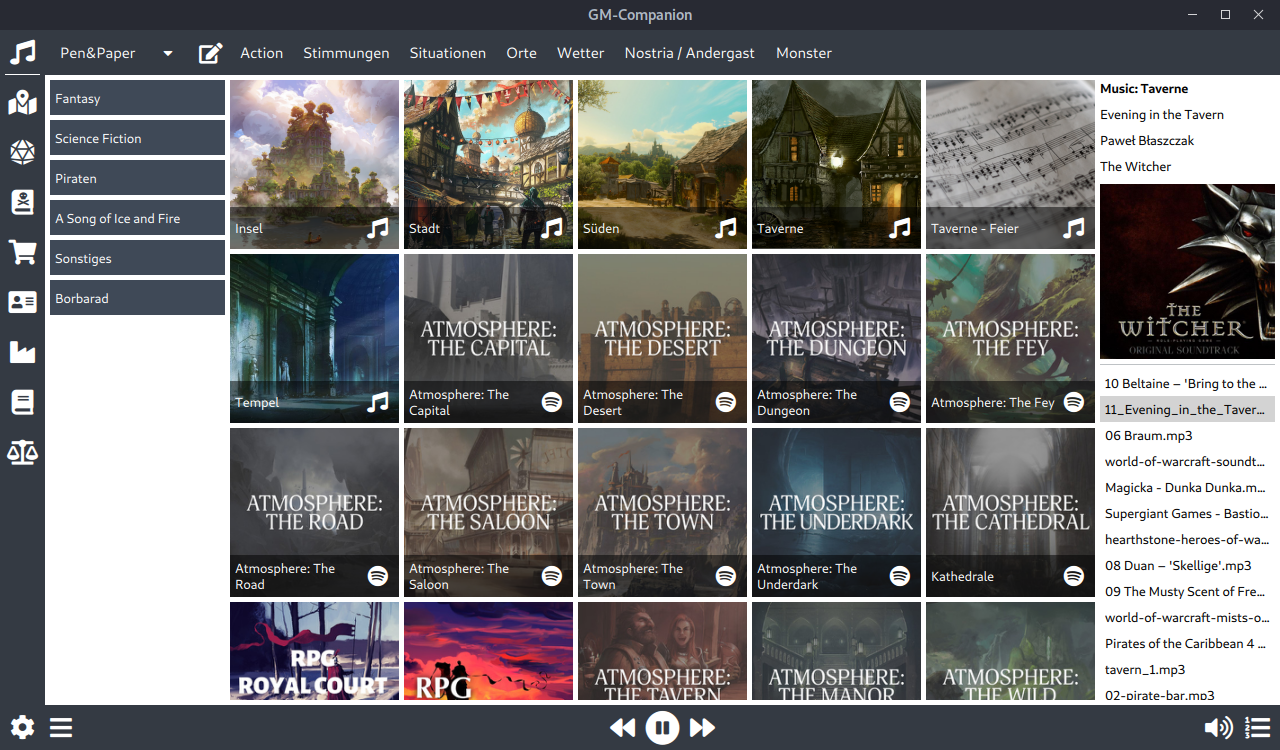 GM-Companion
Pen&Paper
Action
Stimmungen
Situationen
Orte
Wetter
Nostria / Andergast
Monster
Fantasy
Science Fiction
Piraten
A Song of Ice and Fire
Sonstiges
Borbarad
Insel
Stadt
Süden
Taverne
Taverne - Feier
Tempel
ATMOSPHERE:
THE CAPITAL
Atmosphere: The
Capital
ATMOSPHERE:
THE DESERT
Atmosphere: The
Desert
ATMOSPHERE:
THE DUNGEON
Atmosphere: The
Dungeon
ATMOSPHERE:
THE FEY
Atmosphere: The Fey
ATMOSPHERE:
THE ROAD
Atmosphere: The
Road
ATMOSPHERE:
THE SALOON
Atmosphere: The
Saloon
ATMOSPHERE:
THE TOWN
Atmosphere: The
Town
ATMOSPHERE:
THE UNDERDARK
Atmosphere: The
Underdark
ATMOSPHERE:
THE CATHEDRAL
Kathedrale
RPG
ROYAL COURT
RPG
ATMOSPHERE:
THE TAVERN
ATMOSPHERE:
THE MANOR
ATMOSPHERE:
THE WILD
Music: Taverne
Evening in the Tavern
Paweł Błaszczak
The Witcher
THE
WITCHER
ROLE-PLAYING GAME
ORIGINAL SOUNDTRACK
10 Beltaine – 'Bring to the ...
11_Evening_in_the_Taver...
06 Braum.mp3
world-of-warcraft-soundt...
Magicka - Dunka Dunka.m...
Supergiant Games - Bastio...
hearthstone-heroes-of-wa...
08 Duan – 'Skellige'.mp3
09 The Musty Scent of Fre...
world-of-warcraft-mists-o...
Pirates of the Caribbean 4 ...
tavern_1.mp3
02-pirate-bar.mp3